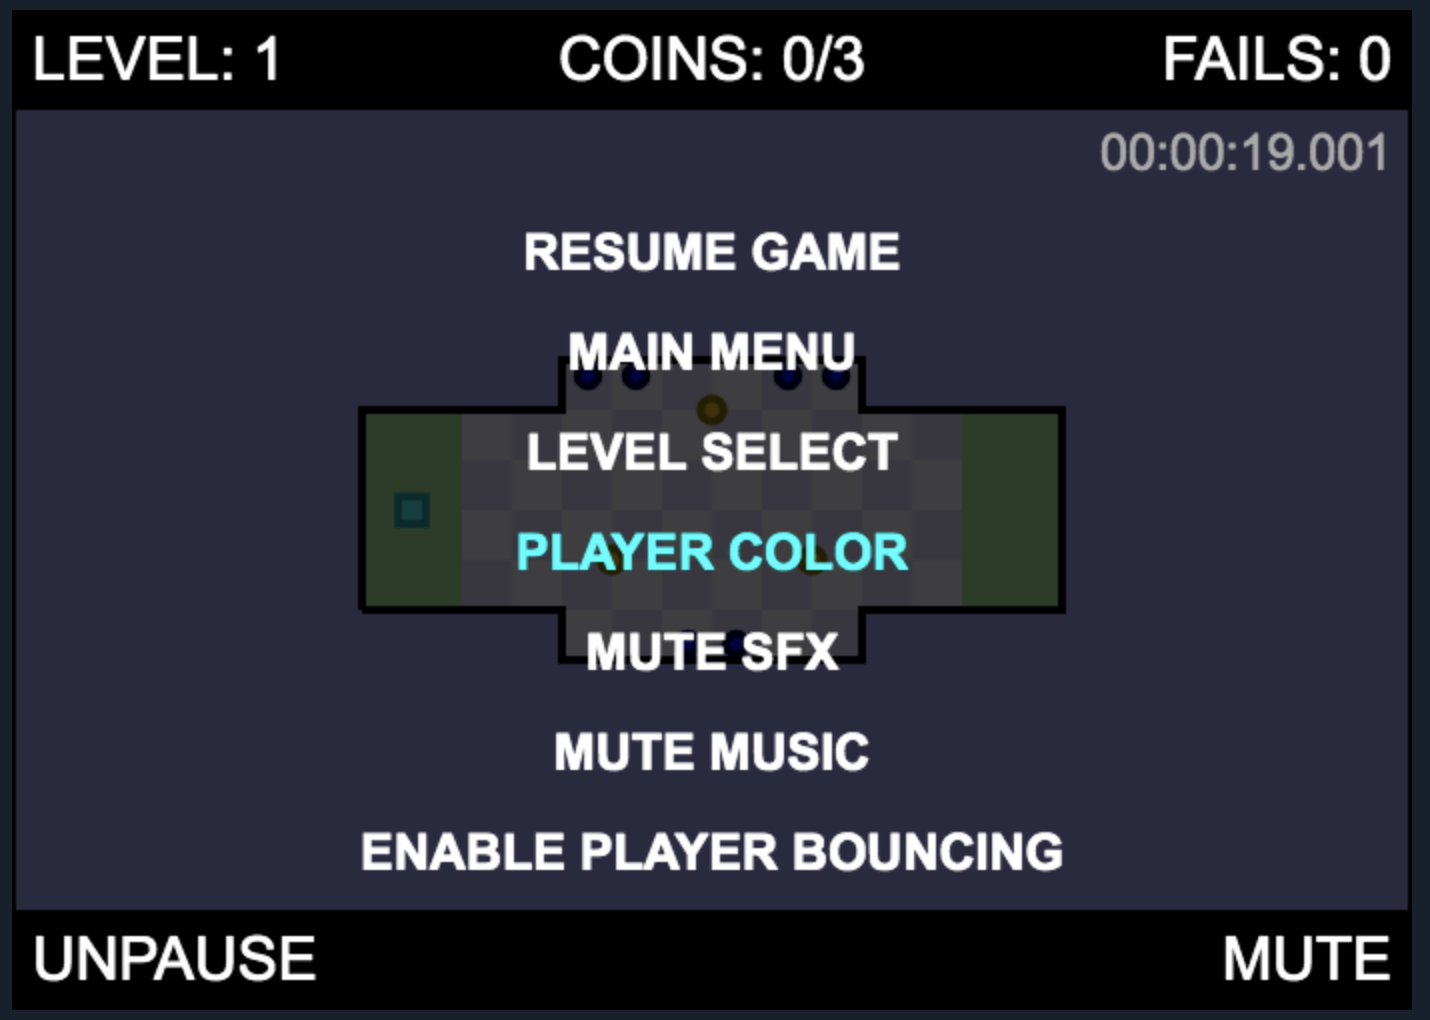 LEVEL: 1 COINS: 0/3 FAILS: 0
00:00:19.001
RESUME GAME
MAIN MENU
LEVEL SELECT
PLAYER COLOR
MUTE SFX
MUTE MUSIC
ENABLE PLAYER BOUNCING
UNPAUSE MUTE